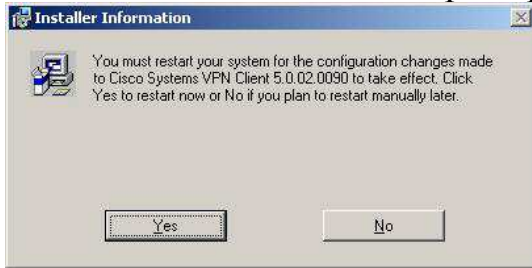 Installer Information
You must restart your system for the configuration changes made
to Cisco Systems VPN Client 5.0.02.0090 to take effect. Click
Yes to restart now or No if you plan to restart manually later.
Yes
No